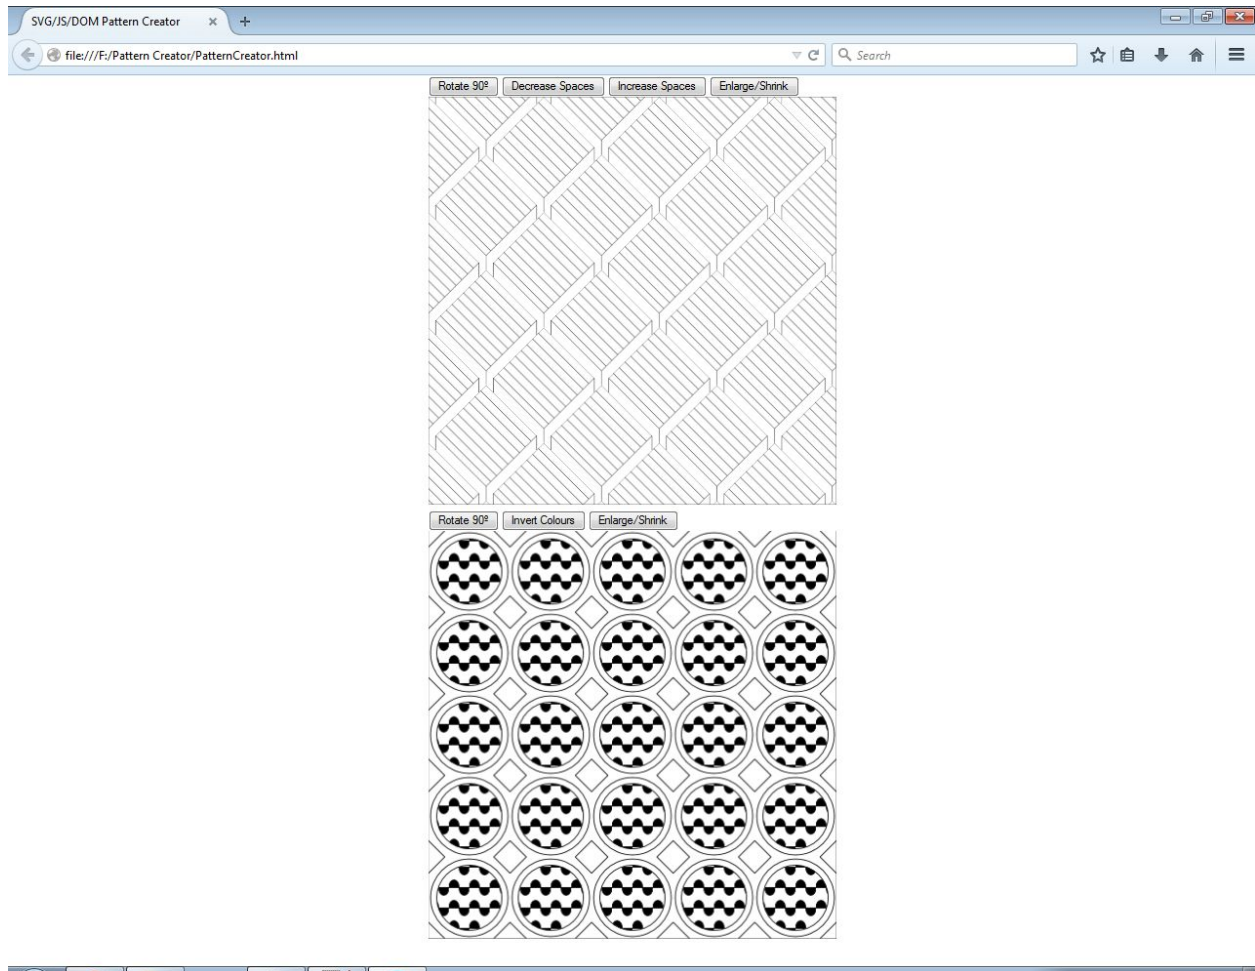 SVG/JS/DOM Pattern Creator
file:///F:/Pattern Creator/PatternCreator.html Search
Rotate 90º Decrease Spaces Increase Spaces Enlarge/Shrink
Rotate 90º Invert Colours Enlarge/Shrink